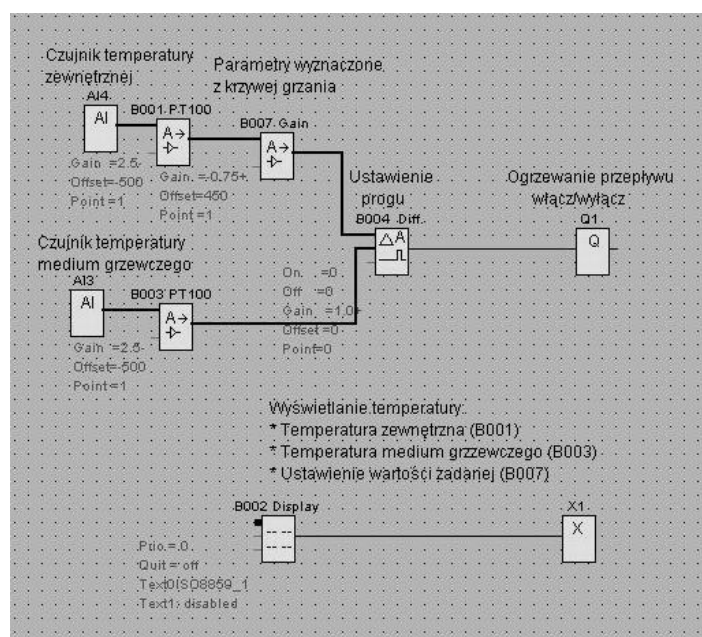 Czujnik temperatury
zewnętrznej
Parametry wyznaczone
z krzywej grzania
AI4
AI
B001 PT100
A→
B007 Gain
A→
Gain =2.5-
Offset=-500
Point=1
Gain =-0.75+
Offset=450
Point=1
Ustawienie
progu
B004 Diff.
ΔA
Ogrzewanie przepływu
włącz/wyłącz
Q1
Q
Czujnik temperatury
medium grzewczego
AI3
AI
B003 PT100
A→
Gain =2.5-
Offset=-500
Point=1
On =0
Off =0
Gain =1.0+
Offset=0
Point=0
Wyświetlanie temperatury:
* Temperatura zewnętrzna (B001)
* Temperatura medium grzzewczego (B003)
* Ustawienie wartości żadanej (B007)
B002 Display
X1
X
Prio = 0
Quit = off
Text0ISO8859_1
Text1: disabled